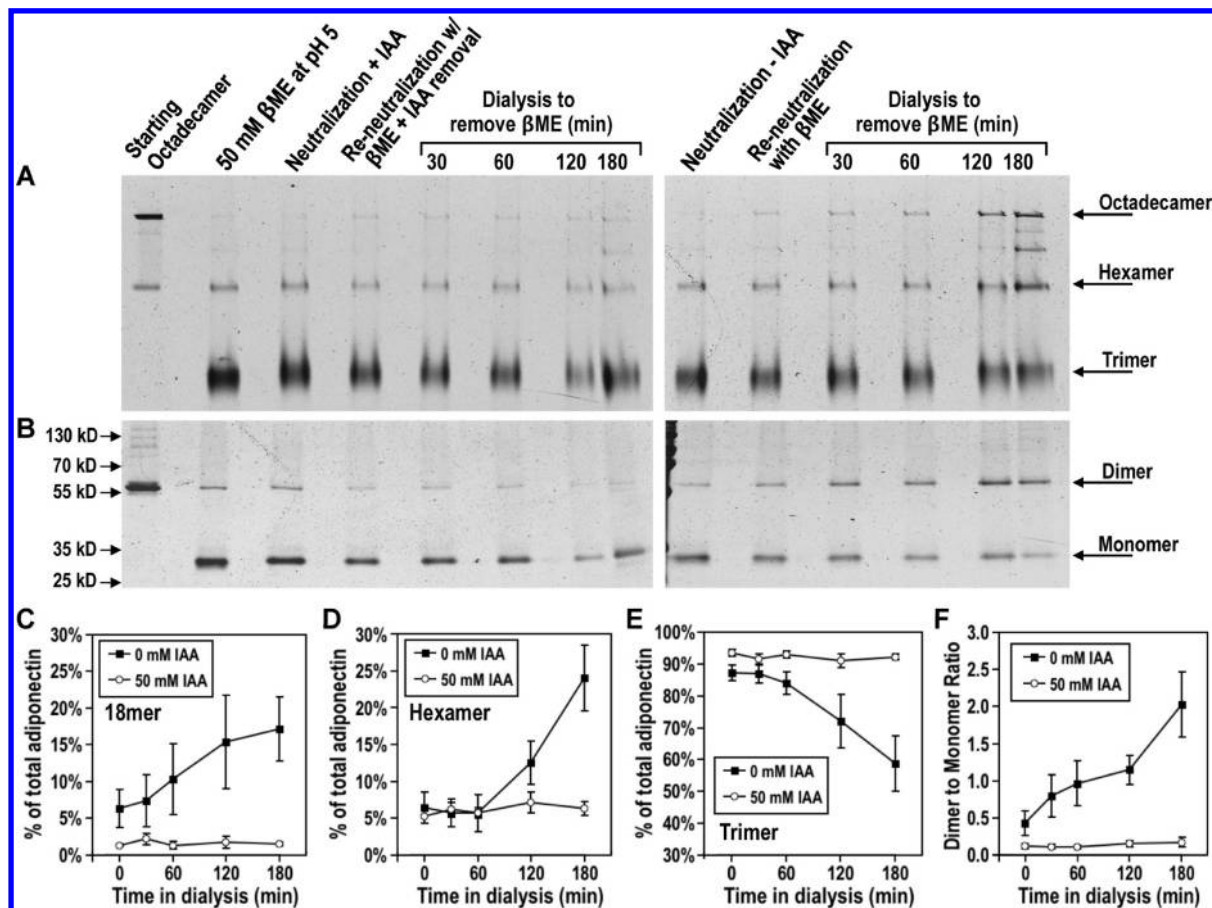 Starting
Octadecamer
50 mM βME at pH 5
Neutralization + IAA
Re-neutralization w/
βME + IAA removal
Dialysis to
remove βME (min)
30 60 120 180
Neutralization - IAA
Re-neutralization
with βME
Dialysis to
remove βME (min)
30 60 120 180
A
Octadecamer
Hexamer
Trimer
B
130 kD
70 kD
55 kD
35 kD
25 kD
Dimer
Monomer
C
% of total adiponectin
30%
25%
20%
15%
10%
5%
0%
0 mM IAA
50 mM IAA
18mer
0 60 120 180
Time in dialysis (min)
D
% of total adiponectin
30%
25%
20%
15%
10%
5%
0%
0 mM IAA
50 mM IAA
Hexamer
0 60 120 180
Time in dialysis (min)
E
% of total adiponectin
100%
90%
80%
70%
60%
50%
40%
30%
0 mM IAA
50 mM IAA
Trimer
0 60 120 180
Time in dialysis (min)
F
Dimer to Monomer Ratio
3.0
2.5
2.0
1.5
1.0
0.5
0.0
0 mM IAA
50 mM IAA
0 60 120 180
Time in dialysis (min)